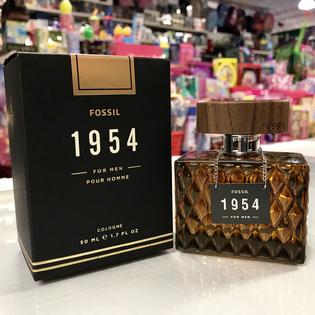 FOSSIL
1954
FOR MEN
POUR HOMME
COLOGNE
50 ML ℮ 1.7 FL OZ
FOSSIL
FOSSIL
1954
FOR MEN